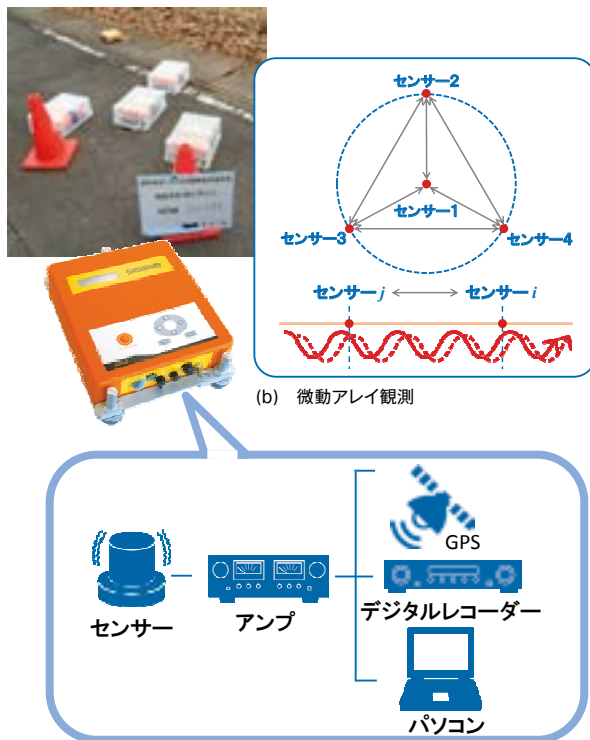 センサー2
センサー1
センサー3
センサー4
センサーj
センサーi
(b) 微動アレイ観測
GPS
センサー
アンプ
デジタルレコーダー
パソコン